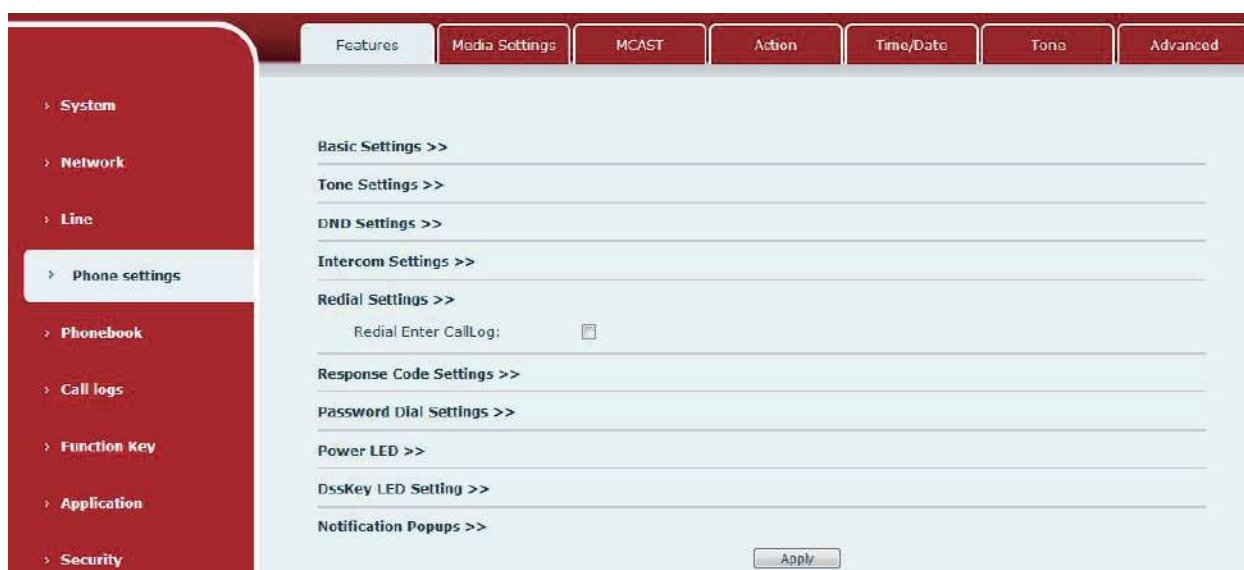 Features Media Settings MCAST Action Time/Date Tone Advanced
› System
› Network
› Line
› Phone settings
› Phonebook
› Call logs
› Function Key
› Application
› Security
Basic Settings >>
Tone Settings >>
DND Settings >>
Intercom Settings >>
Redial Settings >>
Redial Enter CallLog:
Response Code Settings >>
Password Dial Settings >>
Power LED >>
DssKey LED Setting >>
Notification Popups >>
Apply